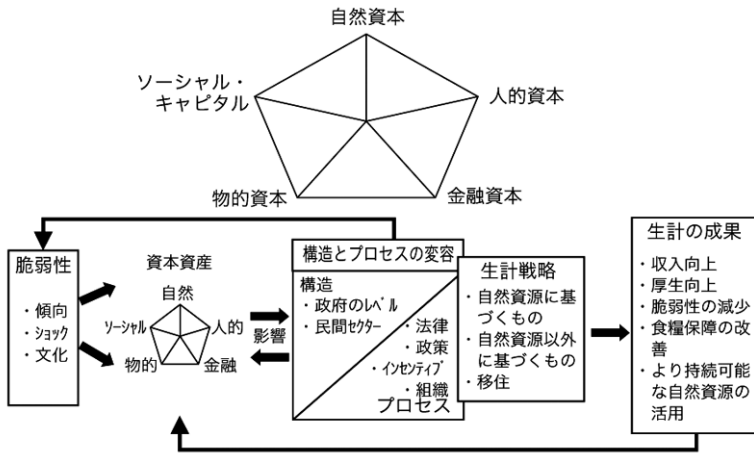 自然資本
ソーシャル・
キャピタル
人的資本
物的資本
金融資本
脆弱性
・傾向
・ショック
・文化
資本資産
自然
ソーシャル
人的
物的
金融
影響
構造とプロセスの変容
構造
・政府のレベル
・民間セクター
・法律
・政策
・インセンティブ
・組織
プロセス
生計戦略
・自然資源に基
づくもの
・自然資源以外
に基づくもの
・移住
生計の成果
・収入向上
・厚生向上
・脆弱性の減少
・食糧保障の改
善
・より持続可能
な自然資源の
活用